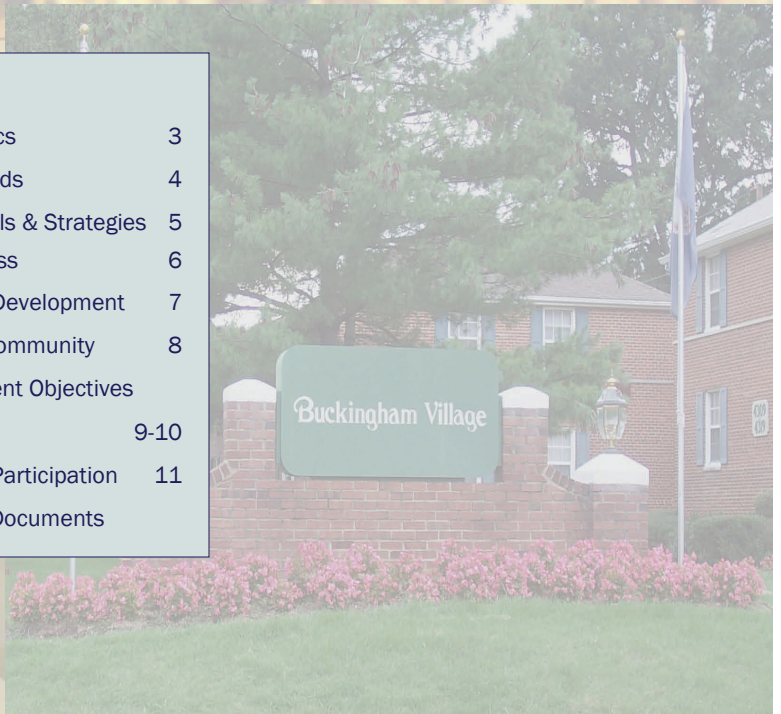 cs 3
ds 4
ls & Strategies 5
ss 6
Development 7
ommunity 8
ent Objectives
9-10
Participation 11
Documents
Buckingham Village